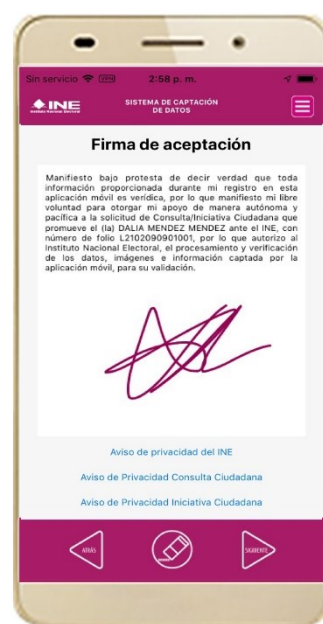 Sin servicio VPN 2:58 p. m.
INE
Instituto Nacional Electoral
SISTEMA DE CAPTACIÓN
DE DATOS
Firma de aceptación
Manifiesto bajo protesta de decir verdad que toda
información proporcionada durante mi registro en esta
aplicación móvil es verídica, por lo que manifiesto mi libre
voluntad para otorgar mi apoyo de manera autónoma y
pacífica a la solicitud de Consulta/Iniciativa Ciudadana que
promueve el (la) DALIA MENDEZ MENDEZ ante el INE, con
número de folio L2102090901001, por lo que autorizo al
Instituto Nacional Electoral, el procesamiento y verificación
de los datos, imágenes e información captada por la
aplicación móvil, para su validación.
Aviso de privacidad del INE
Aviso de Privacidad Consulta Ciudadana
Aviso de Privacidad Iniciativa Ciudadana
ATRÁS
SIGUIENTE